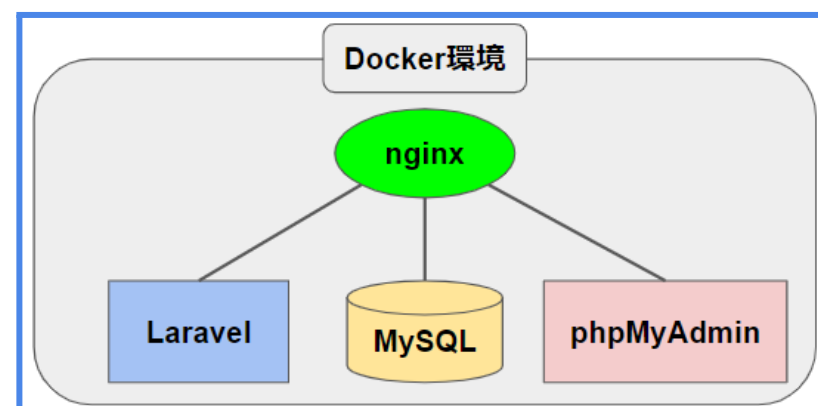 Docker環境
nginx
Laravel
MySQL
phpMyAdmin